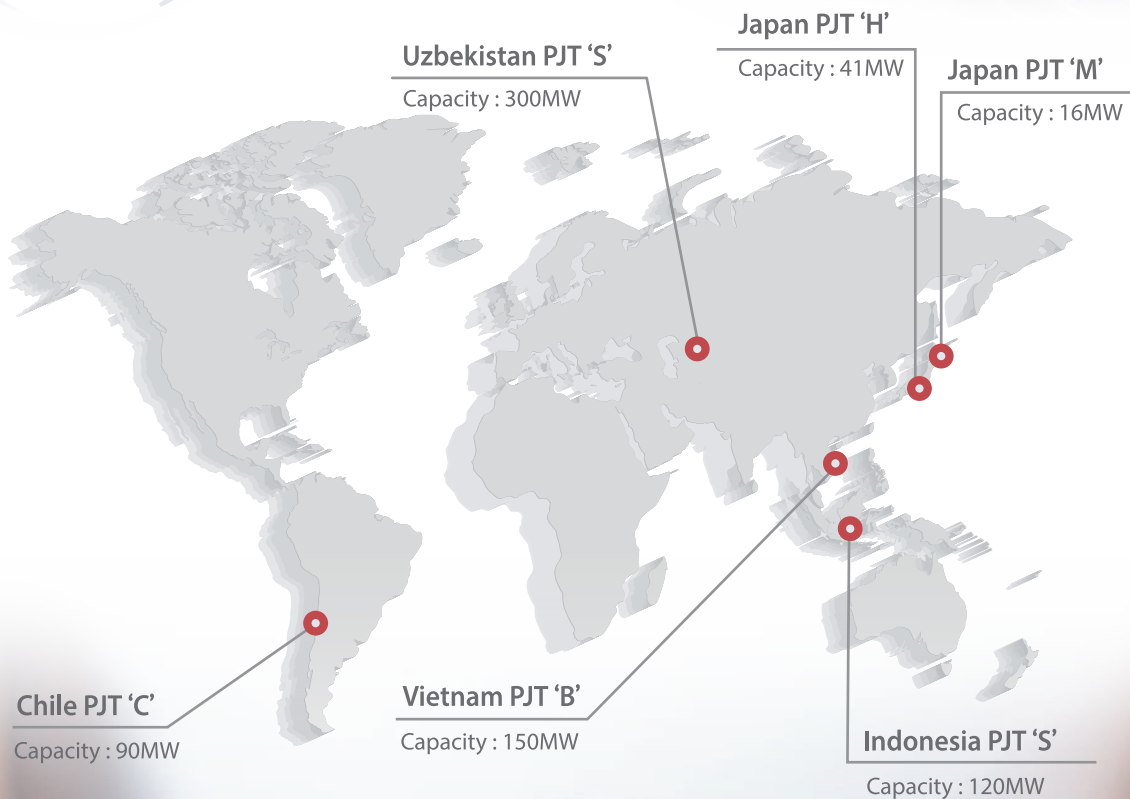 Japan PJT ‘H’
Capacity : 41MW
Uzbekistan PJT ‘S’
Capacity : 300MW
Japan PJT ‘M’
Capacity : 16MW
Chile PJT ‘C’
Capacity : 90MW
Vietnam PJT ‘B’
Capacity : 150MW
Indonesia PJT ‘S’
Capacity : 120MW